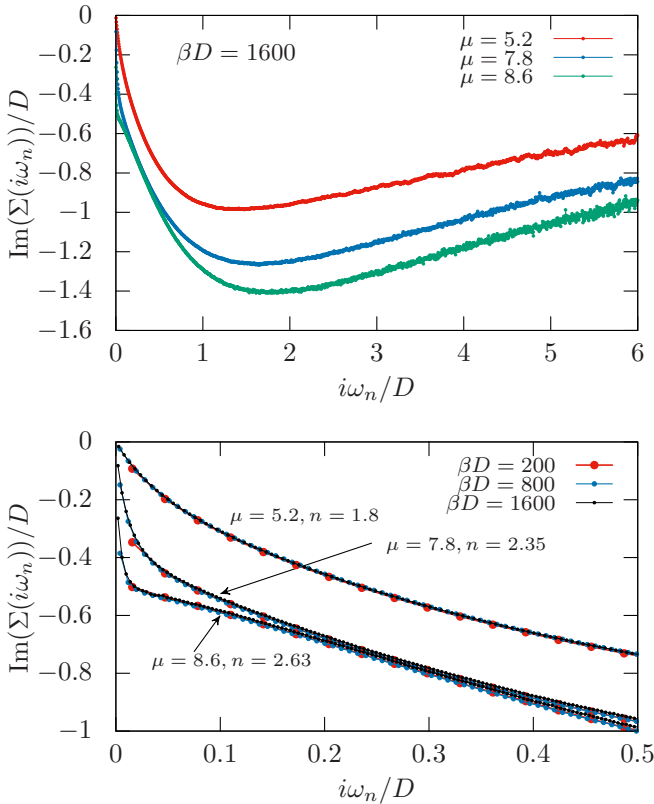 βD = 1600
μ = 5.2
μ = 7.8
μ = 8.6
0
−0.2
−0.4
−0.6
−0.8
−1
−1.2
−1.4
−1.6
Im(Σ(iω_n))/D
0 1 2 3 4 5 6
iω_n/D
βD = 200
βD = 800
βD = 1600
μ = 5.2, n = 1.8
μ = 7.8, n = 2.35
μ = 8.6, n = 2.63
0
−0.2
−0.4
−0.6
−0.8
−1
Im(Σ(iω_n))/D
0 0.1 0.2 0.3 0.4 0.5
iω_n/D